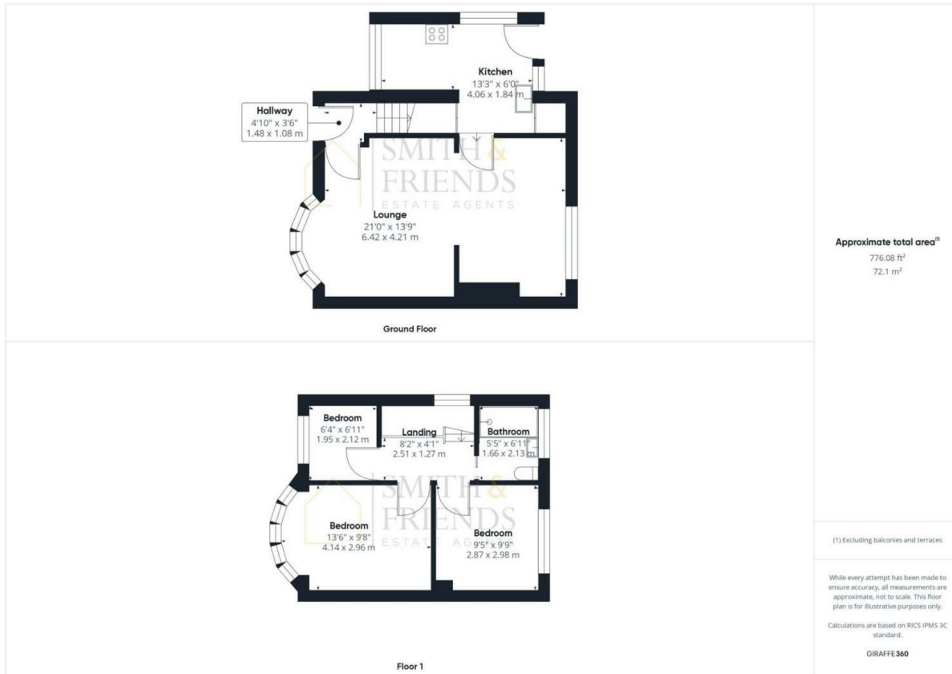 Kitchen
13'3" x 6'0"
4.06 x 1.84 m
Hallway
4'10" x 3'6"
1.48 x 1.08 m
SMITH &
FRIENDS
ESTATE AGENTS
Lounge
21'0" x 13'9"
6.42 x 4.21 m
Ground Floor
Approximate total area(1)
776.08 ft²
72.1 m²
Bedroom
6'4" x 6'11"
1.95 x 2.12 m
Landing
8'2" x 4'1"
2.51 x 1.27 m
Bathroom
5'5" x 6'11"
1.66 x 2.13 m
SMITH &
FRIENDS
ESTATE AGENTS
Bedroom
13'6" x 9'8"
4.14 x 2.96 m
Bedroom
9'5" x 9'9"
2.87 x 2.98 m
Floor 1
(1) Excluding balconies and terraces
While every attempt has been made to
ensure accuracy, all measurements are
approximate, not to scale. This floor
plan is for illustrative purposes only.
Calculations are based on RICS IPMS 3C
standard.
GIRAFFE360